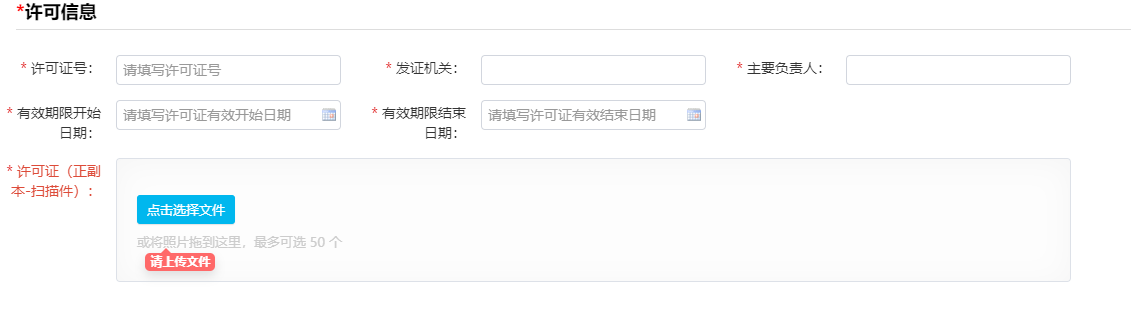 *许可信息
* 许可证号： 请填写许可证号 * 发证机关： * 主要负责人：
* 有效期限开始日期： 请填写许可证有效开始日期 * 有效期限结束日期： 请填写许可证有效结束日期
* 许可证（正副本-扫描件）：
点击选择文件
或将照片拖到这里，最多可选 50 个
请上传文件